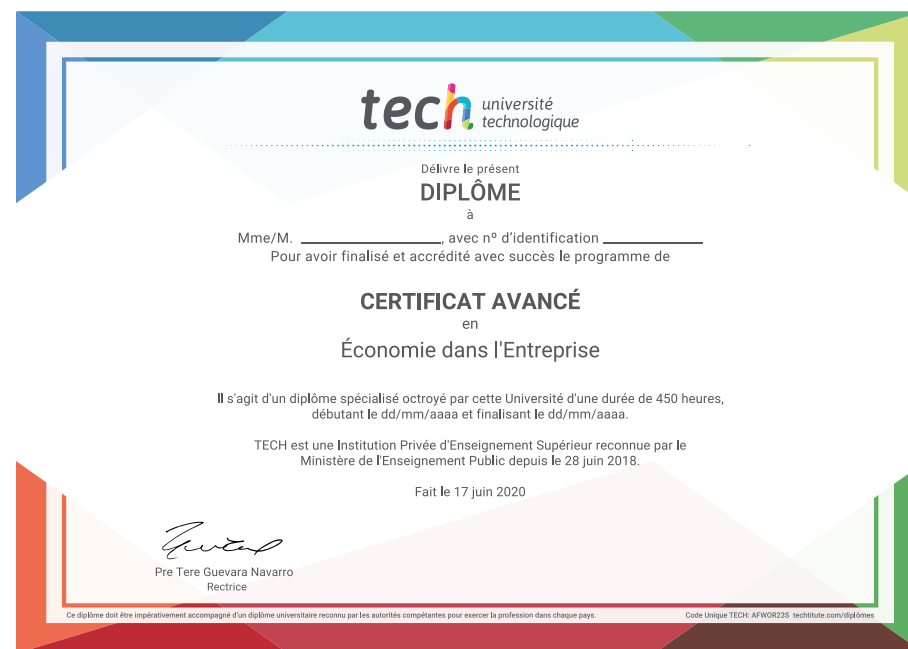 tech université
technologique
Délivre le présent
DIPLÔME
à
Mme/M. ____________________, avec nº d'identification ______________
Pour avoir finalisé et accrédité avec succès le programme de
CERTIFICAT AVANCÉ
en
Économie dans l'Entreprise
Il s'agit d'un diplôme spécialisé octroyé par cette Université d'une durée de 450 heures,
débutant le dd/mm/aaaa et finalisant le dd/mm/aaaa.
TECH est une Institution Privée d'Enseignement Supérieur reconnue par le
Ministère de l'Enseignement Public depuis le 28 juin 2018.
Fait le 17 juin 2020
Pre Tere Guevara Navarro
Rectrice
Ce diplôme doit être impérativement accompagné d'un diplôme universitaire reconnu par les autorités compétentes pour exercer la profession dans chaque pays. Code Unique TECH: AFWOR23S techtitute.com/diplômes